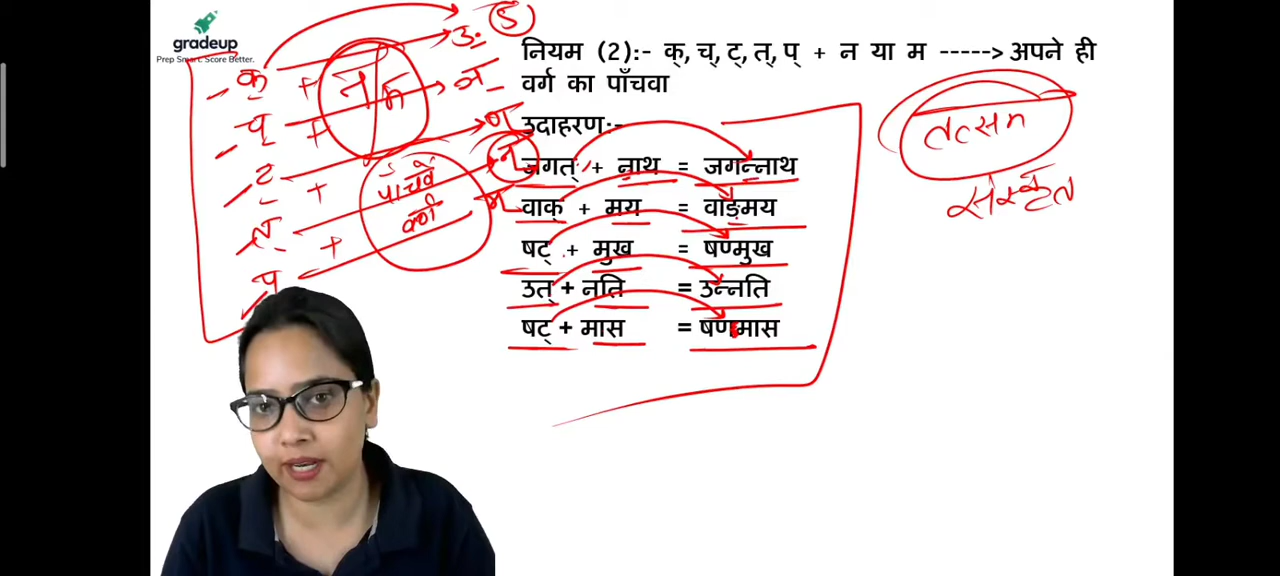 gradeup
Prep Smart. Score Better.
नियम (2):- क्, च्, ट्, त्, प् + न या म -----> अपने ही
वर्ग का पाँचवा
उदाहरण:-
जगत् + नाथ = जगन्नाथ
वाक् + मय = वाङ्मय
षट् + मुख = षण्मुख
उत् + नति = उन्नति
षट् + मास = षणमास
तत्सम
संस्कृत
क् + न/म
पांचवें
वर्ण